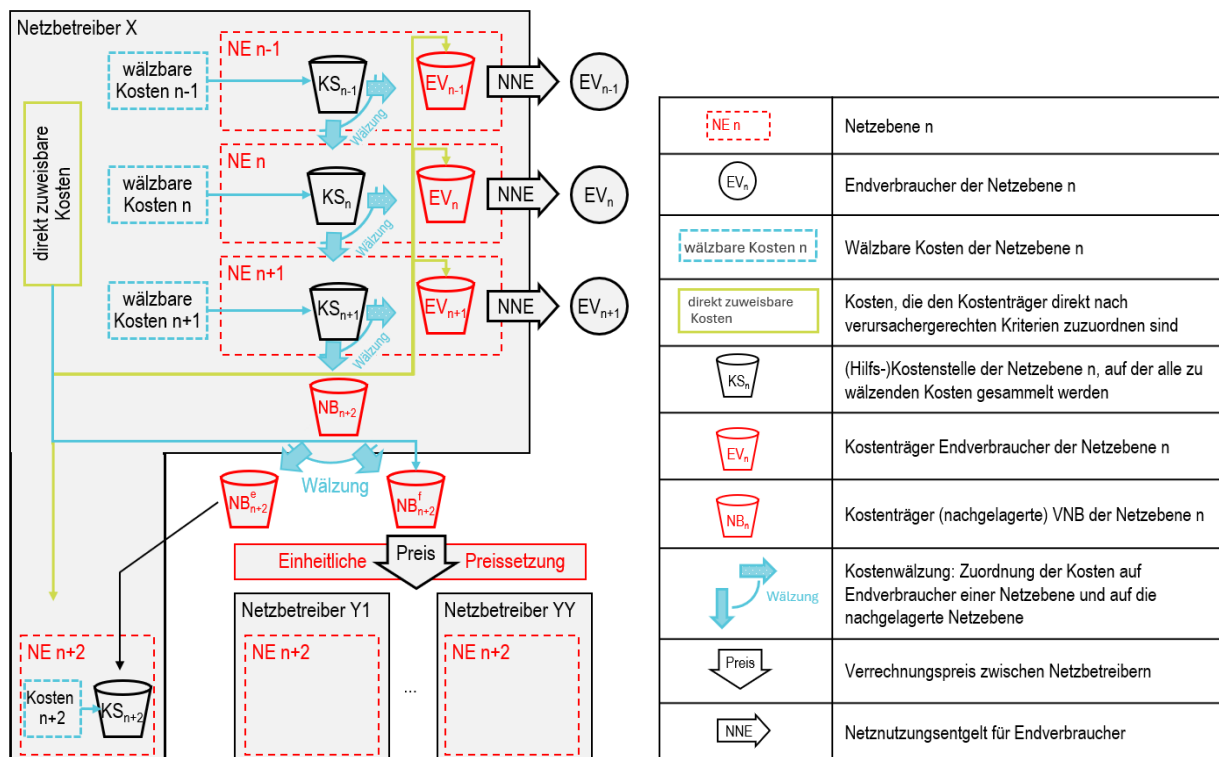 Netzbetreiber X
NE n-1
wälzbare
Kosten n-1
KSn-1
EVn-1
NNE
EVn-1
Wälzung
direkt zuweisbare
Kosten
NE n
wälzbare
Kosten n
KSn
EVn
NNE
EVn
Wälzung
NE n+1
wälzbare
Kosten n+1
KSn+1
EVn+1
NNE
EVn+1
Wälzung
NBn+2
Wälzung
NBᵉn+2
NBᶠn+2
Einheitliche Preis Preissetzung
Netzbetreiber Y1
Netzbetreiber YY
NE n+2
NE n+2
NE n+2
...
Kosten
n+2
KSn+2
NE n
Netzebene n
EVn
Endverbraucher der Netzebene n
wälzbare Kosten n
Wälzbare Kosten der Netzebene n
direkt zuweisbare
Kosten
Kosten, die den Kostenträger direkt nach
verursachergerechten Kriterien zuzuordnen sind
KSn
(Hilfs-)Kostenstelle der Netzebene n, auf der alle zu
wälzenden Kosten gesammelt werden
EVn
Kostenträger Endverbraucher der Netzebene n
NBn
Kostenträger (nachgelagerte) VNB der Netzebene n
Wälzung
Kostenwälzung: Zuordnung der Kosten auf
Endverbraucher einer Netzebene und auf die
nachgelagerte Netzebene
Preis
Verrechnungspreis zwischen Netzbetreibern
NNE
Netznutzungsentgelt für Endverbraucher